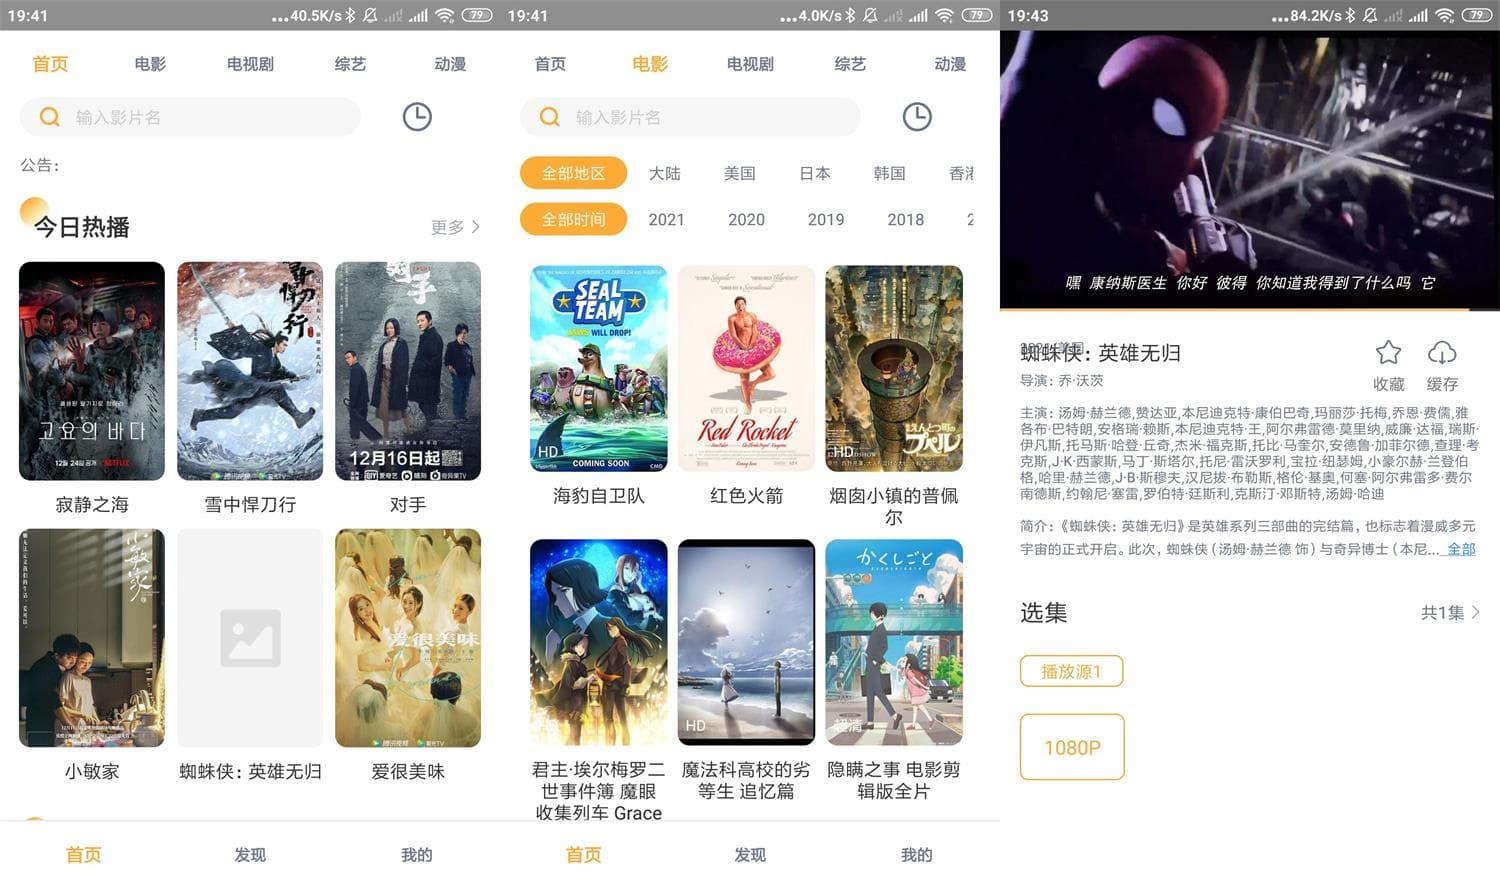 19:41
...40.5K/s
79
首页
电影
电视剧
综艺
动漫
输入影片名
公告：
今日热播
更多
高要的 바다
12월 24일 공개 NETFLIX
雪中悍刀行
12月16日起
寂静之海
雪中悍刀行
对手
小敏家
爱很美味
小敏家
蜘蛛侠：英雄无归
爱很美味
首页
发现
我的
19:41
...4.0K/s
79
首页
电影
电视剧
综艺
动漫
输入影片名
全部地区
大陆
美国
日本
韩国
全部时间
2021
2020
2019
2018
SEAL TEAM
JAWS WILL DROP!
HD
COMING SOON
CMG
Red Rocket
えんとつ町の
プペル
HD
海豹自卫队
红色火箭
烟囱小镇的普佩
尔
HD
かくしごと
超清
君主·埃尔梅罗二
世事件簿 魔眼
收集列车 Grace
魔法科高校的劣
等生 追忆篇
隐瞒之事 电影剪
辑版全片
首页
发现
我的
19:43
...84.2K/s
79
嘿 康纳斯医生 你好 彼得 你知道我得到了什么吗 它
蜘蛛侠：英雄无归
收藏
缓存
导演：乔·沃茨
主演：汤姆·赫兰德,赞达亚,本尼迪克特·康伯巴奇,玛丽莎·托梅,乔恩·费儒,雅
各布·巴特朗,安格瑞·赖斯,本尼迪克特·王,阿尔弗雷德·莫里纳,威廉·达福,瑞斯·
伊凡斯,托马斯·哈登·丘奇,杰米·福克斯,托比·马奎尔,安德鲁·加菲尔德,查理·考
克斯,J·K·西蒙斯,马丁·斯塔尔,托尼·雷沃罗利,宝拉·纽瑟姆,小豪尔赫·兰登伯
格,哈里·赫兰德,J·B·斯穆夫,汉尼拔·布勒斯,格伦·基奥,何塞·阿尔弗雷多·费尔
南德斯,约翰尼·塞雷,罗伯特·廷斯利,克斯汀·邓斯特,汤姆·哈迪
简介：《蜘蛛侠：英雄无归》是英雄系列三部曲的完结篇，也标志着漫威多元
宇宙的正式开启。此次，蜘蛛侠（汤姆·赫兰德 饰）与奇异博士（本尼... 全部
选集
共1集
播放源1
1080P